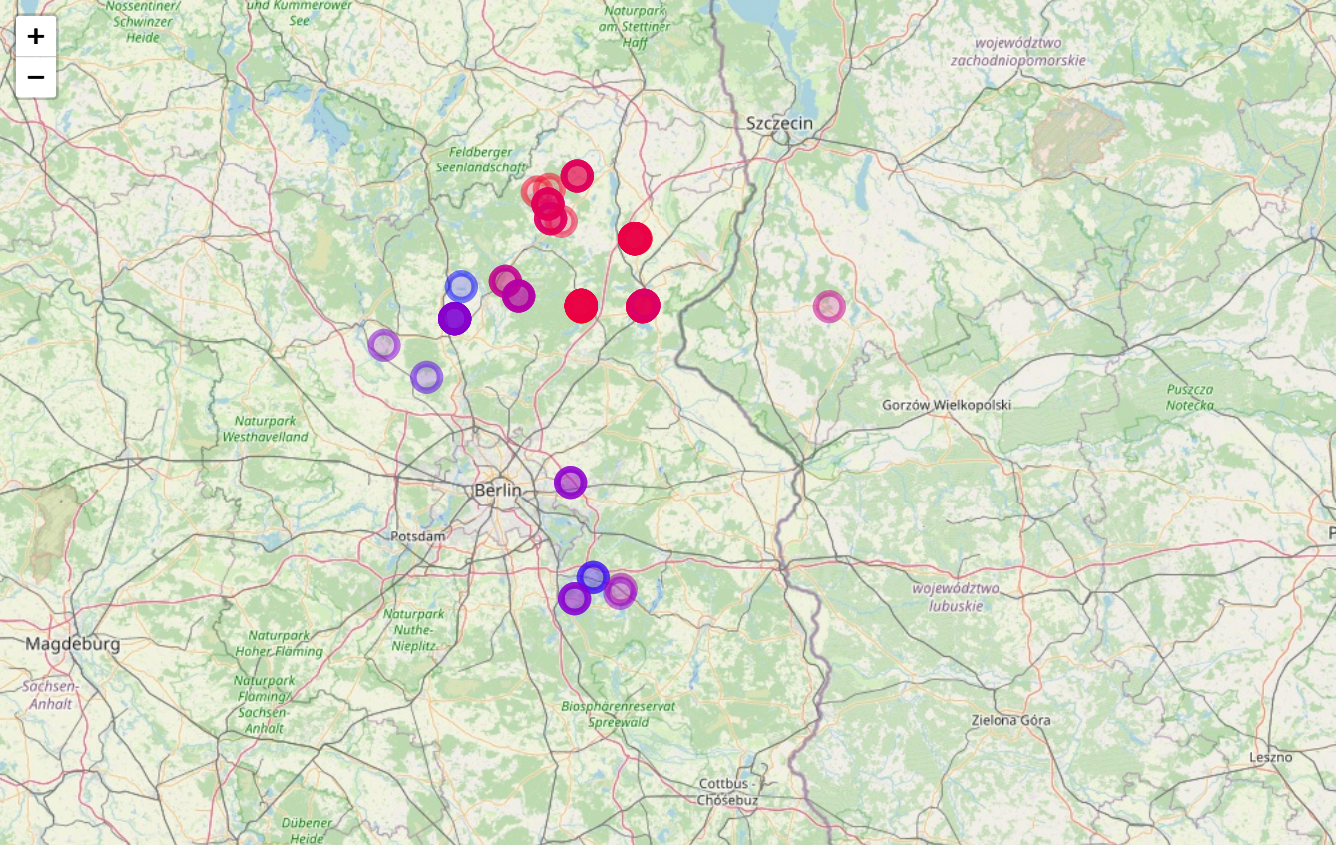 +
−
Nossentiner/
Schwinzer
Heide
und Kummerower
See
Naturpark
am Stettiner
Haff
województwo
zachodniopomorskie
Szczecin
Feldberger
Seenlandschaft
Gorzów Wielkopolski
Puszcza
Notecka
Naturpark
Westhavelland
Berlin
Potsdam
P
województwo
lubuskie
Naturpark
Nuthe-
Nieplitz
Magdeburg
Naturpark
Hoher Fläming
Sachsen-
Anhalt
Naturpark
Fläming/
Sachsen-
Anhalt
Biosphärenreservat
Spreewald
Zielona Góra
Leszno
Cottbus -
Chóśebuz
Dübener
Heide